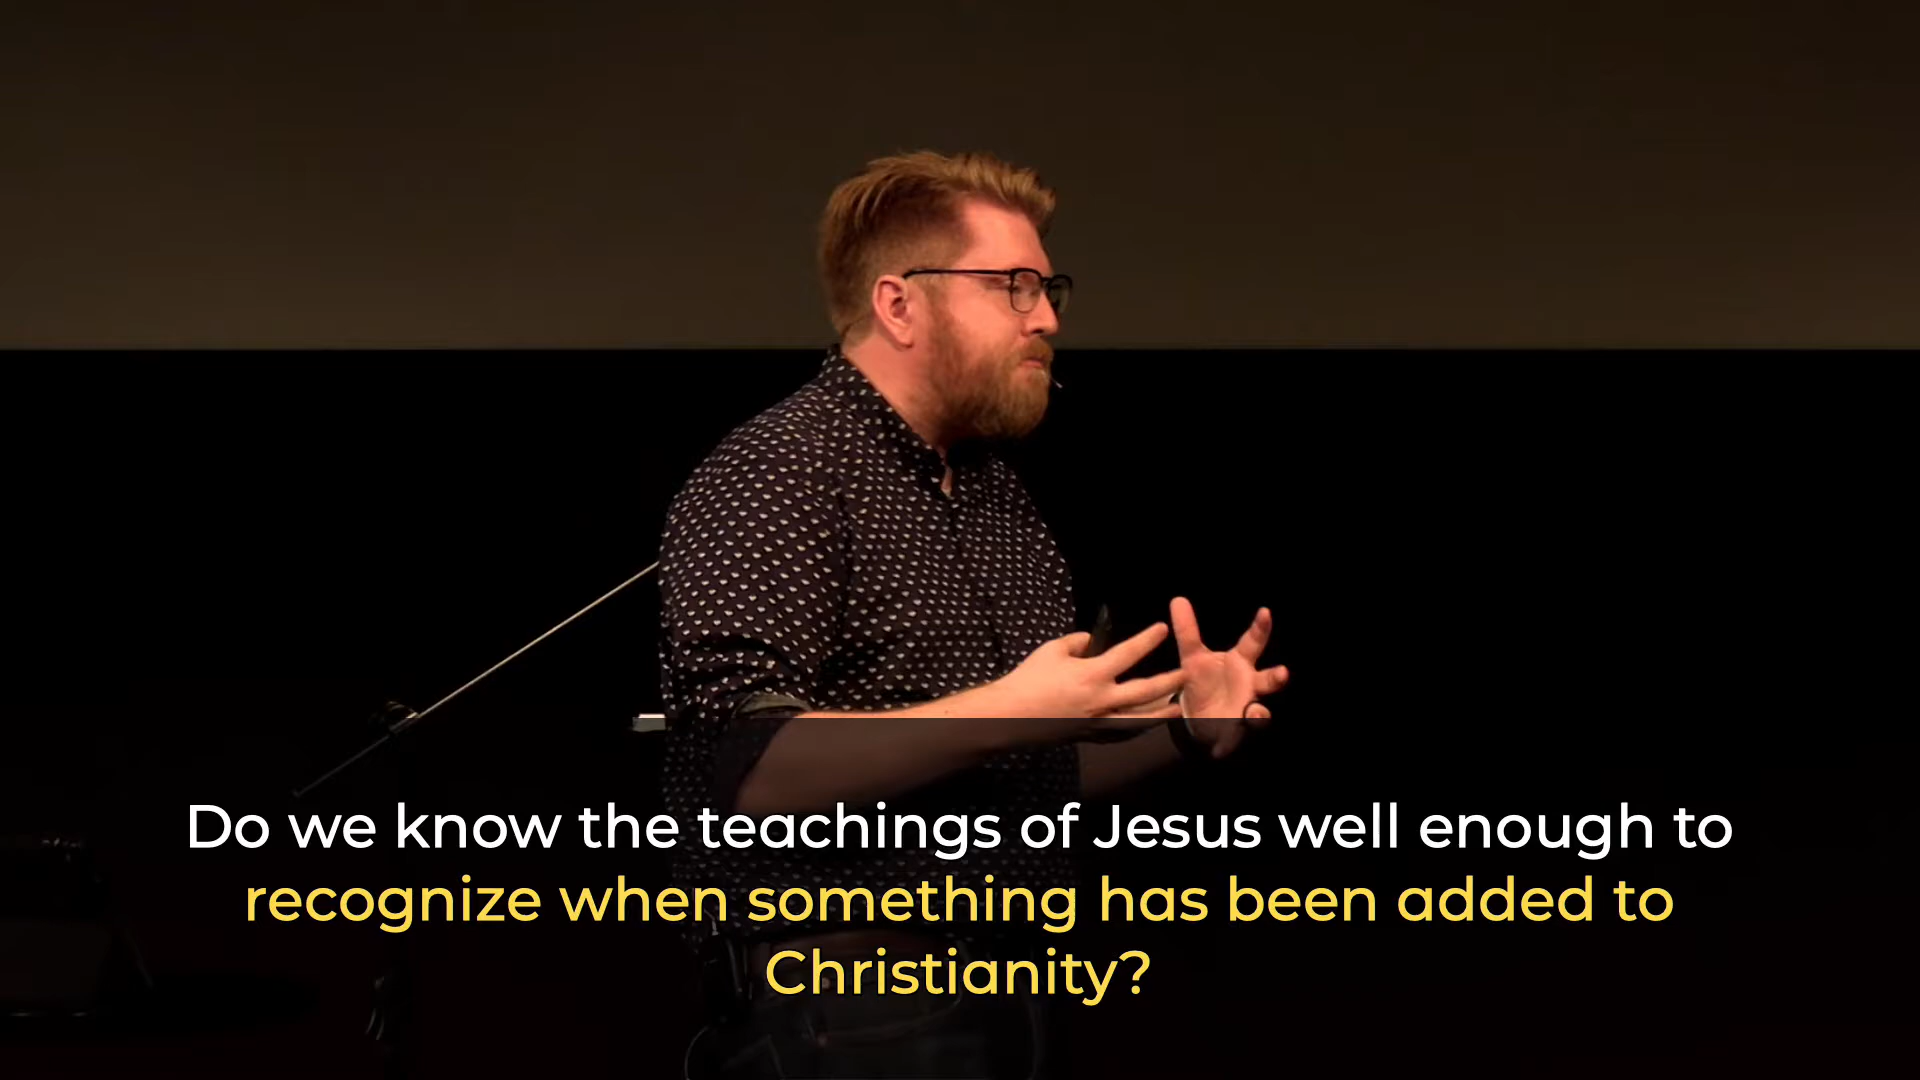 Do we know the teachings of Jesus well enough to
recognize when something has been added to
Christianity?